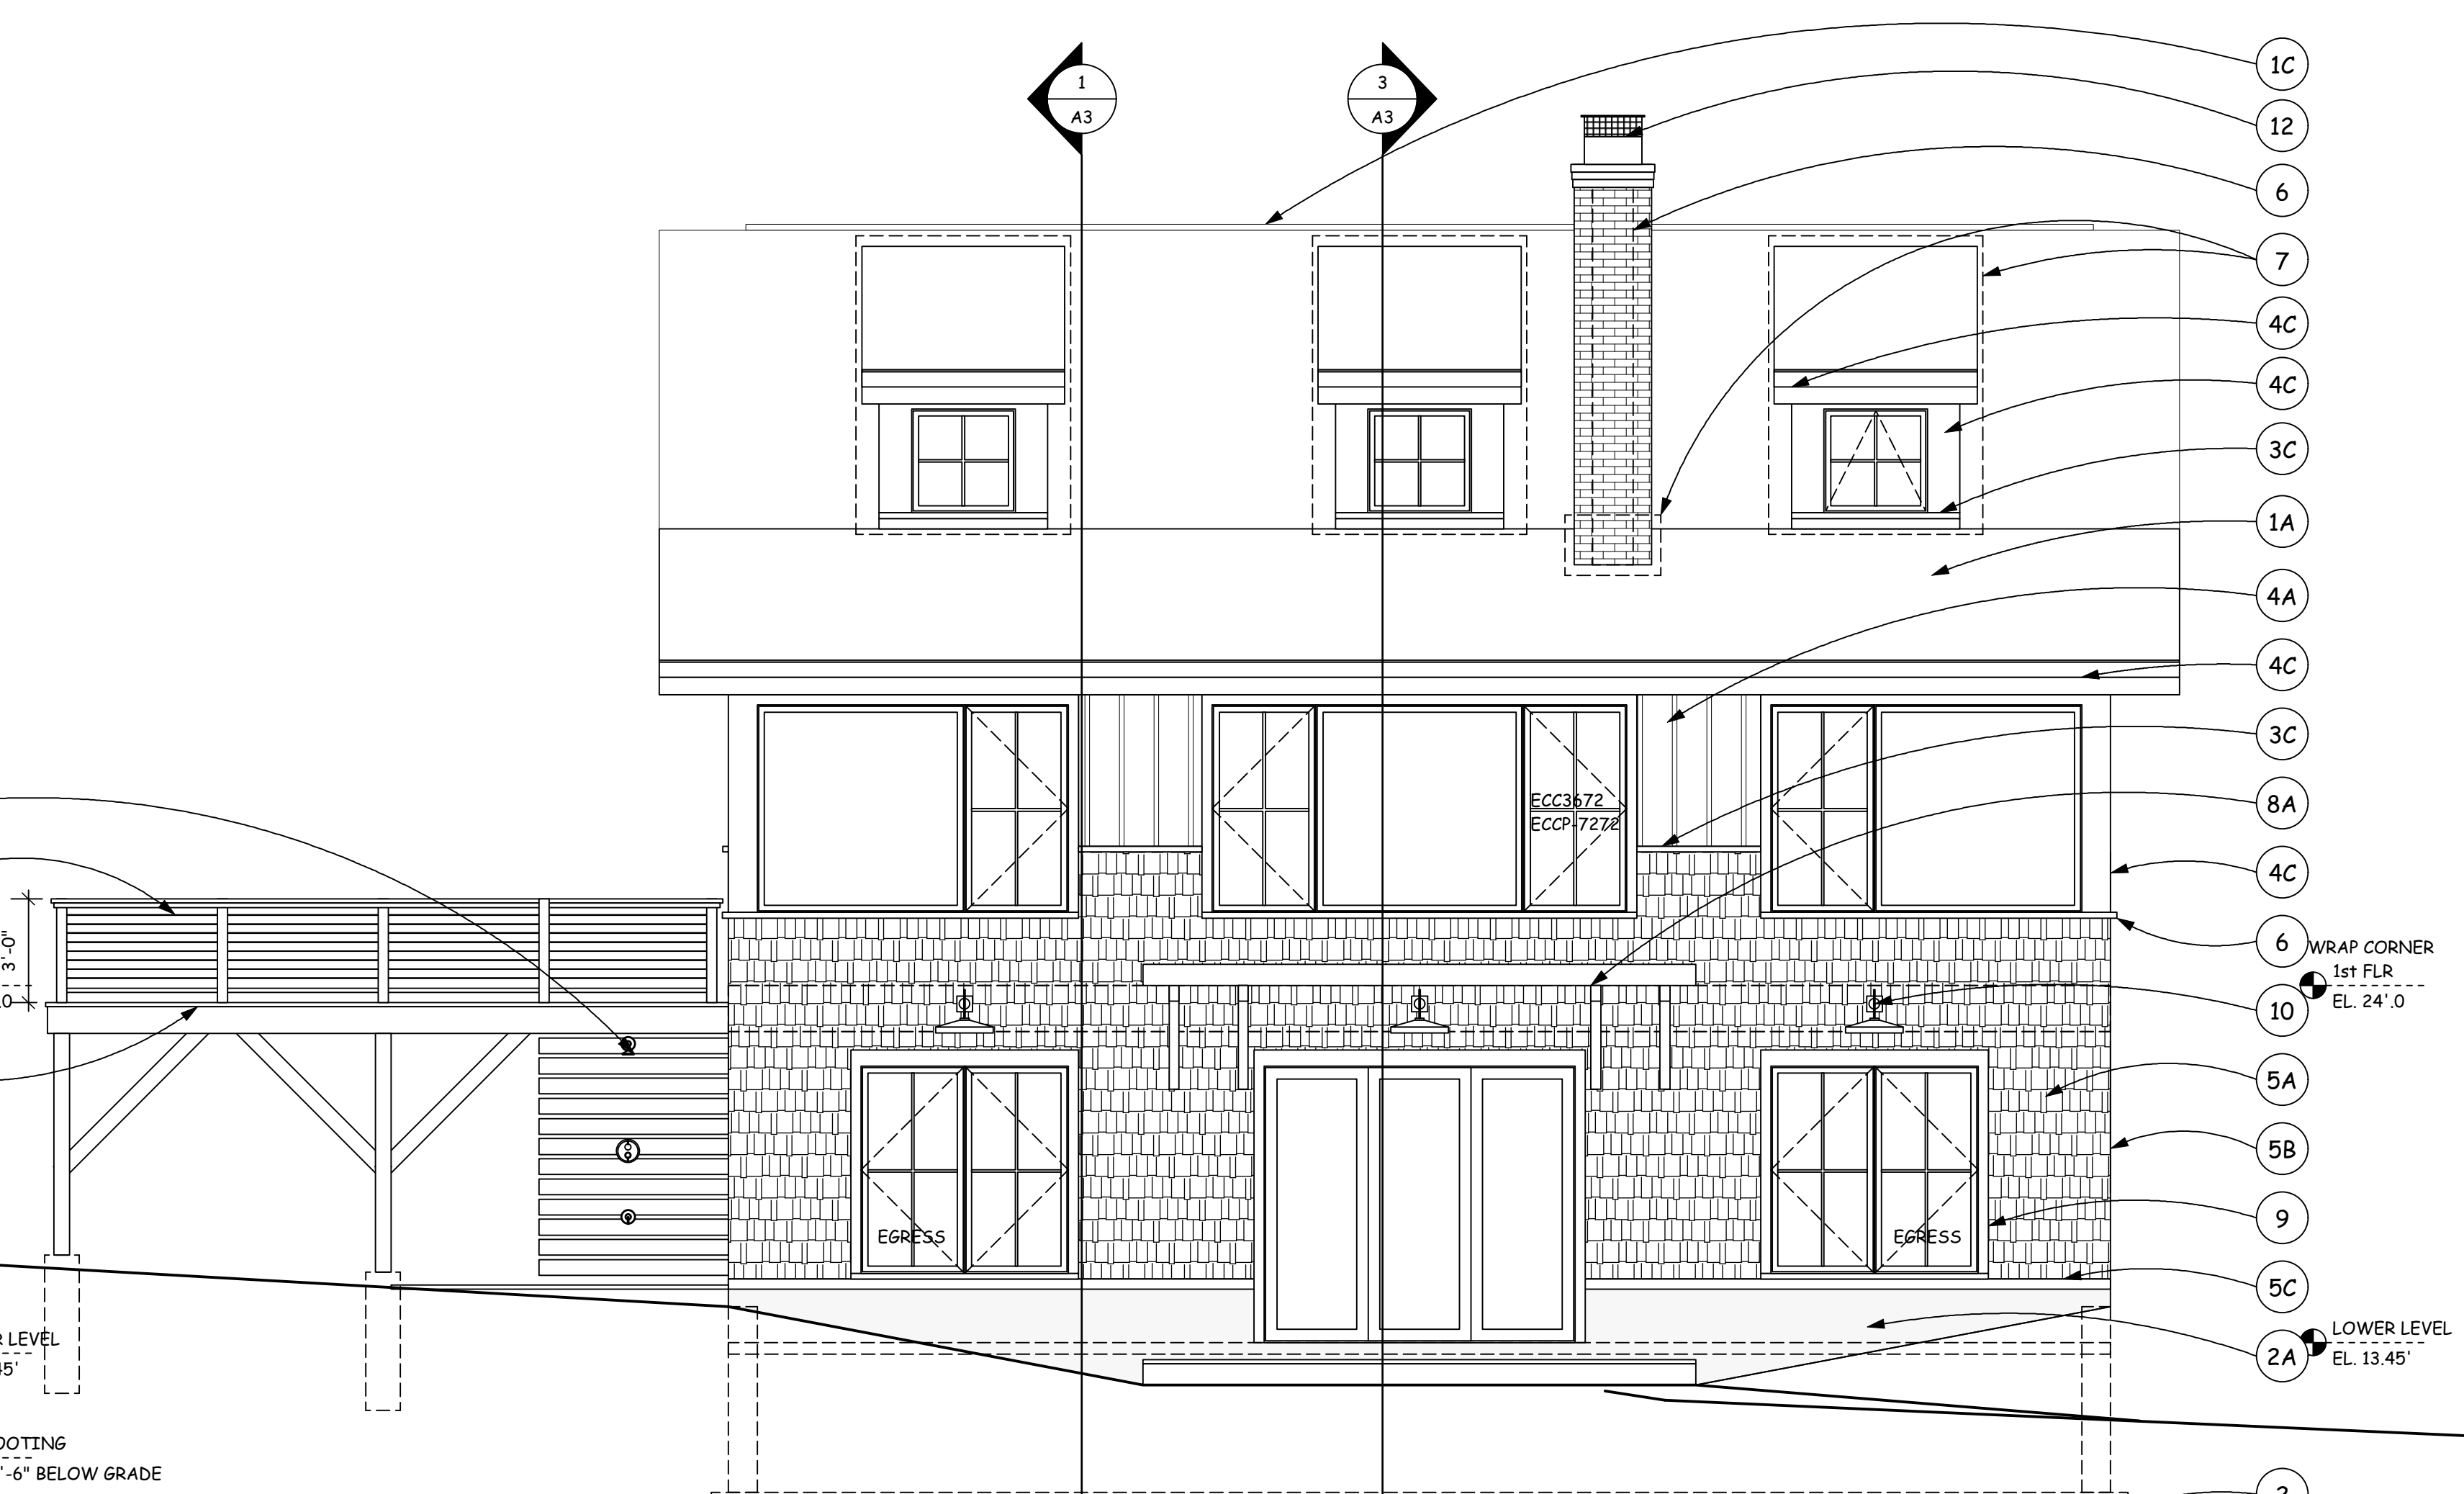 1C
1
A3
3
A3
12
6
7
4C
4C
3C
1A
4A
4C
3C
ECC3672
ECCP-7272
8A
4C
6 WRAP CORNER
3'-0"
1st FLR
EL. 24'.0
10
5A
5B
9
EGRESS
EGRESS
5C
LEVEL
LOWER LEVEL
2A
EL. 13.45'
-6" BELOW GRADE